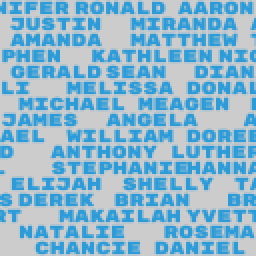 NIFER RONALD AARON
JUSTIN MIRANDA A
AMANDA MATTHEW T
PHEN KATHLEEN NIC
GERALD SEAN DIAN
LI MELISSA DONAL
MICHAEL MEAGEN
JAMES ANGELA A
AEL WILLIAM DOREE
D ANTHONY LUTHER
STEPHANIE HANNA
ELIJAH SHELLY TA
S DEREK BRIAN BR
RT MAKAILAH YVETT
NATALIE ROSEMA
CHANCIE DANIEL